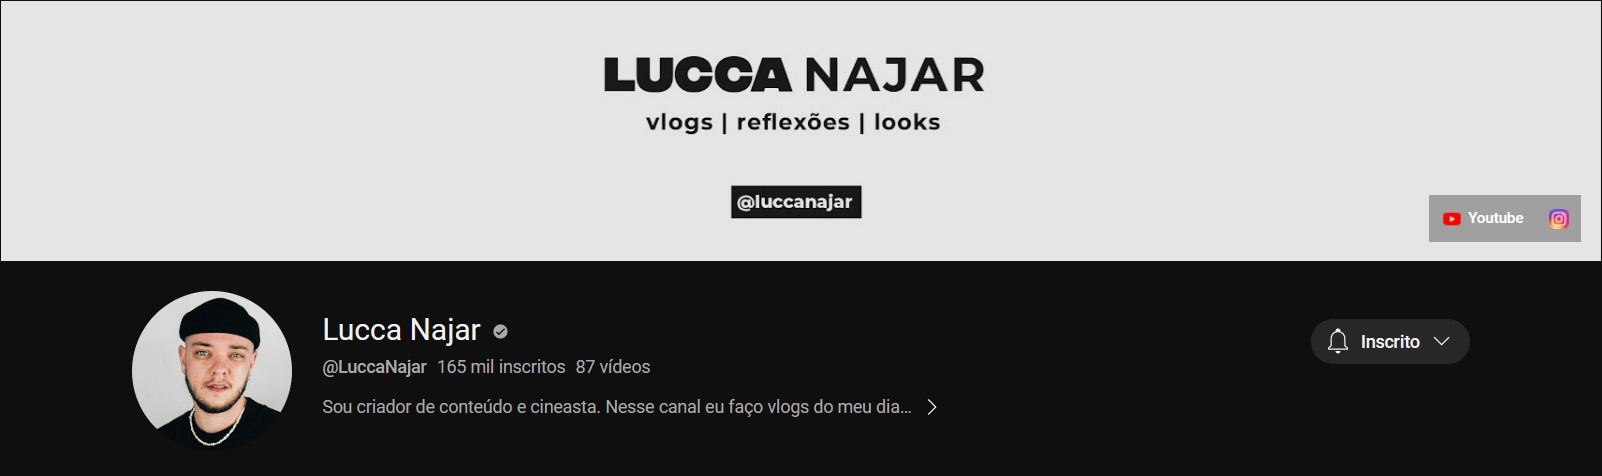 LUCCA NAJAR
vlogs | reflexões | looks
@luccanajar
Youtube
Lucca Najar
@LuccaNajar 165 mil inscritos 87 vídeos
Inscrito
Sou criador de conteúdo e cineasta. Nesse canal eu faço vlogs do meu dia...